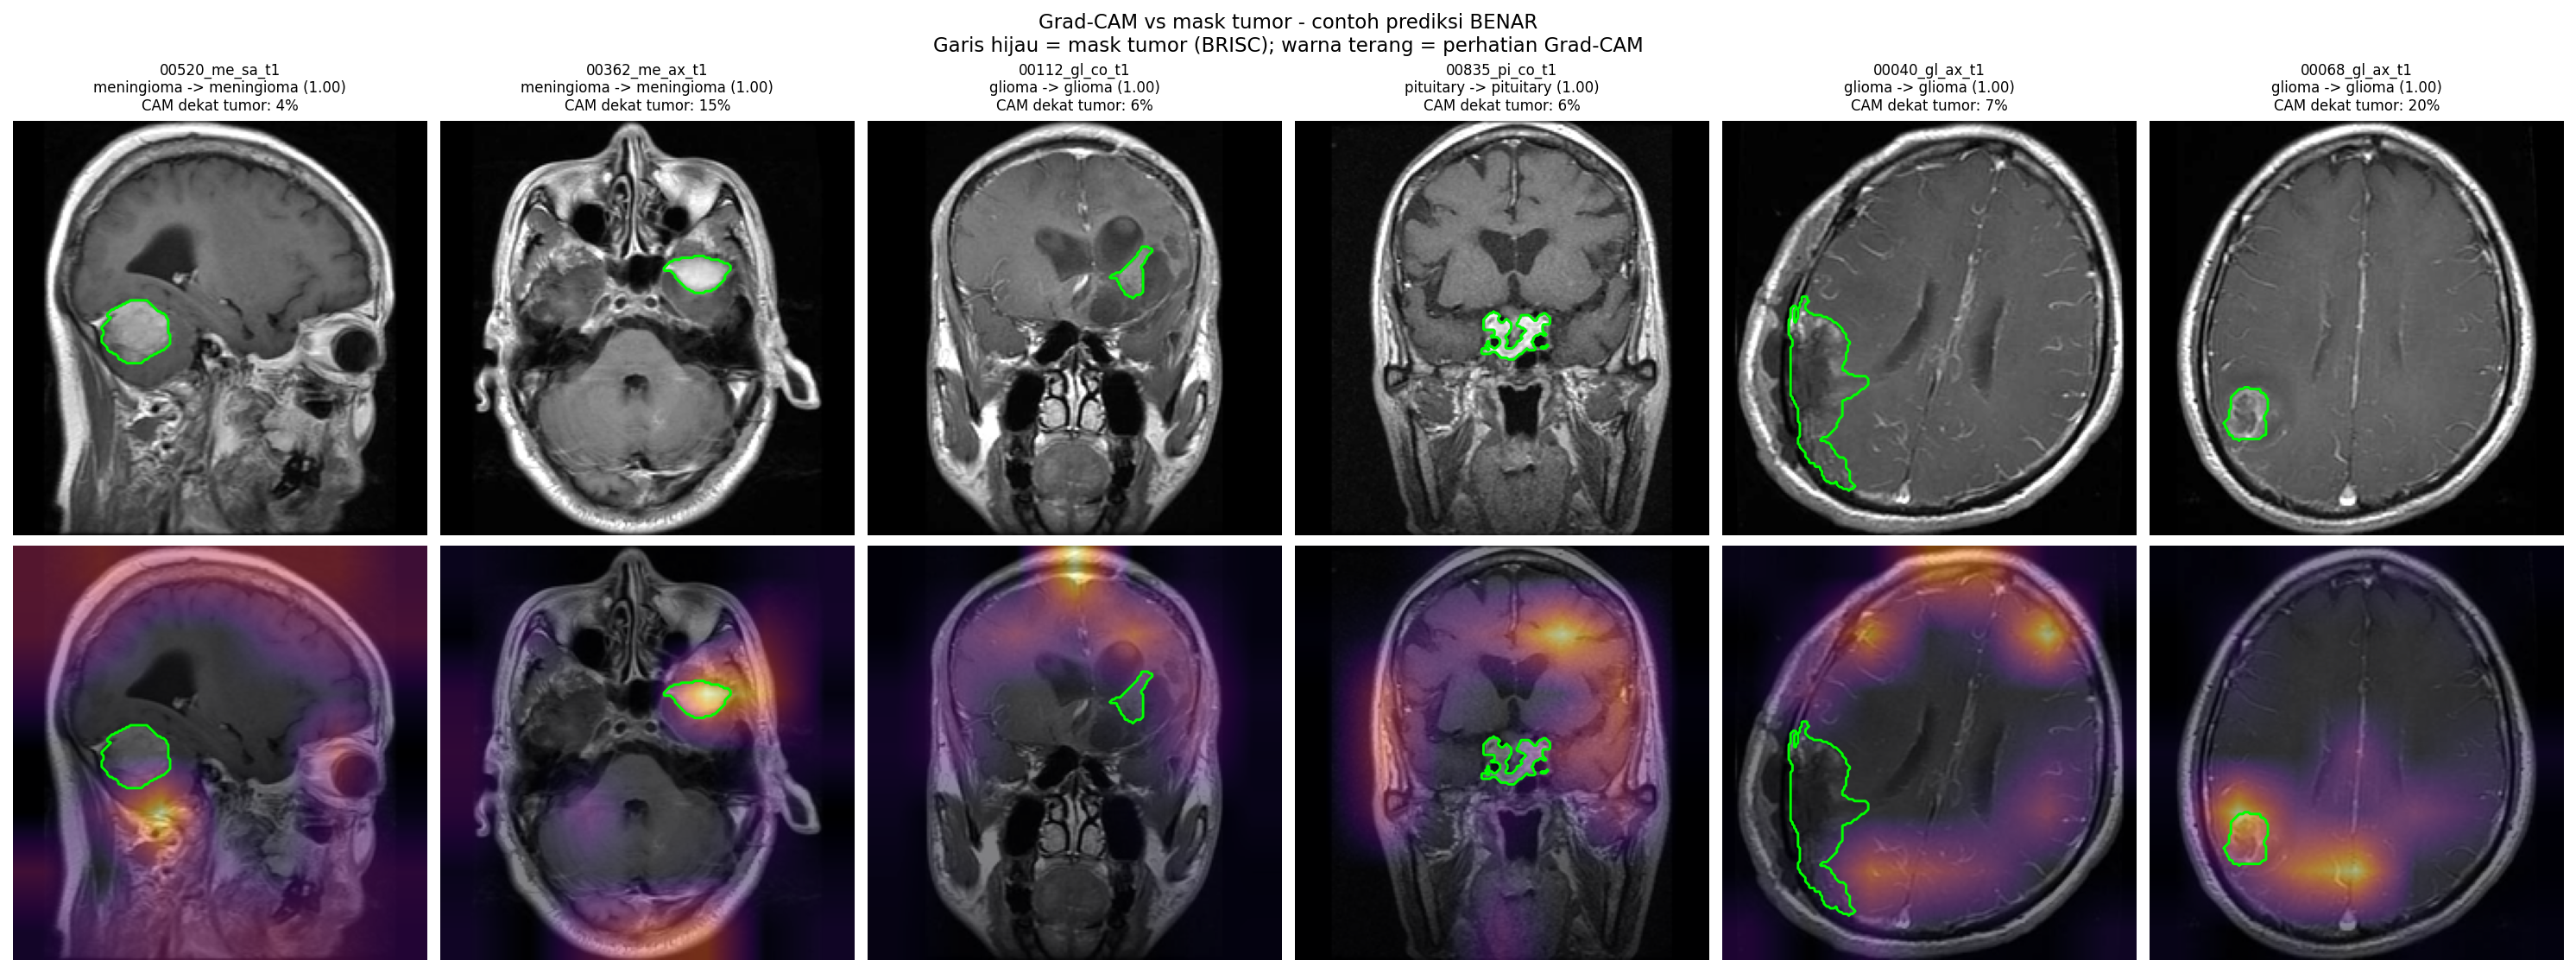 Grad-CAM vs mask tumor - contoh prediksi BENAR
Garis hijau = mask tumor (BRISC); warna terang = perhatian Grad-CAM
00520_me_sa_t1
meningioma -> meningioma (1.00)
CAM dekat tumor: 4%
00362_me_ax_t1
meningioma -> meningioma (1.00)
CAM dekat tumor: 15%
00112_gl_co_t1
glioma -> glioma (1.00)
CAM dekat tumor: 6%
00835_pi_co_t1
pituitary -> pituitary (1.00)
CAM dekat tumor: 6%
00040_gl_ax_t1
glioma -> glioma (1.00)
CAM dekat tumor: 7%
00068_gl_ax_t1
glioma -> glioma (1.00)
CAM dekat tumor: 20%